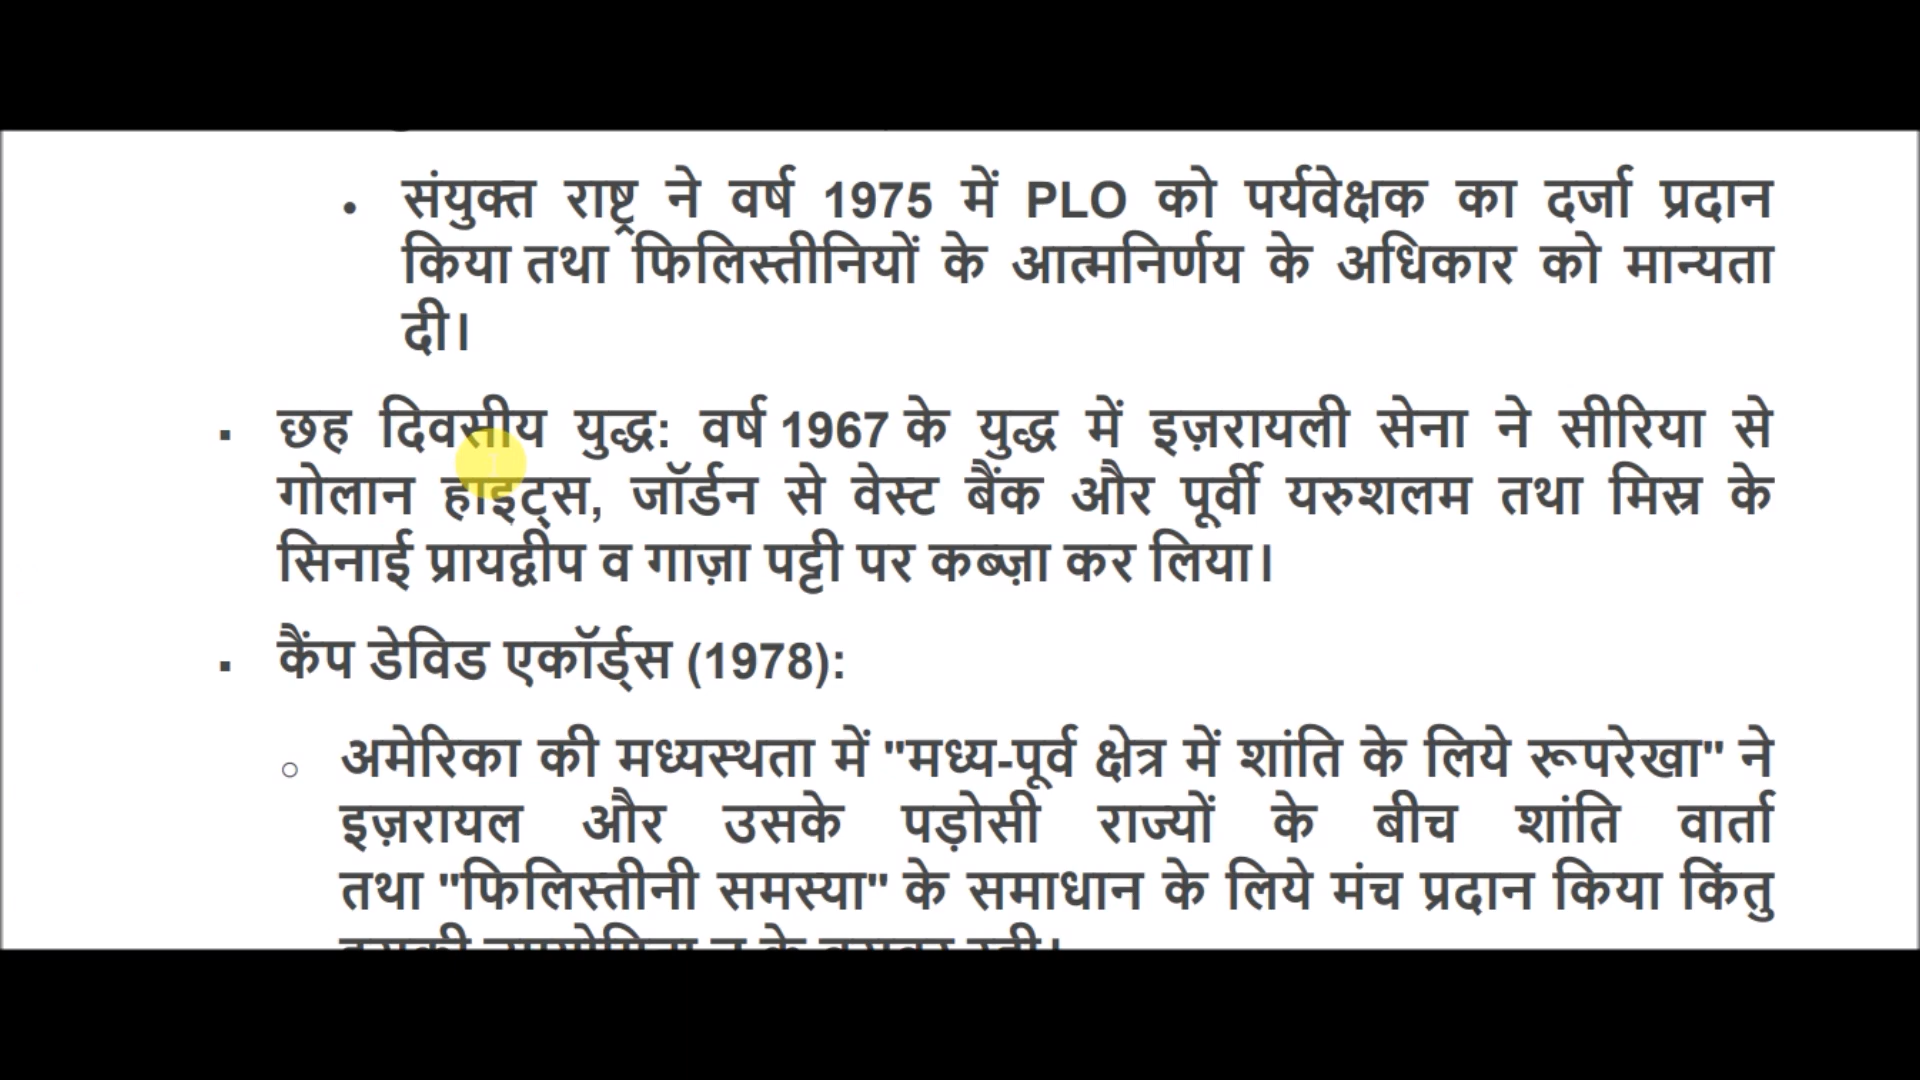 • संयुक्त राष्ट्र ने वर्ष 1975 में PLO को पर्यवेक्षक का दर्जा प्रदान
किया तथा फिलिस्तीनियों के आत्मनिर्णय के अधिकार को मान्यता
दी।
▪ छह दिवसीय युद्ध: वर्ष 1967 के युद्ध में इज़रायली सेना ने सीरिया से
गोलान हाइट्स, जॉर्डन से वेस्ट बैंक और पूर्वी यरुशलम तथा मिस्र के
सिनाई प्रायद्वीप व गाज़ा पट्टी पर कब्ज़ा कर लिया।
▪ कैंप डेविड एकॉर्ड्स (1978):
○ अमेरिका की मध्यस्थता में "मध्य-पूर्व क्षेत्र में शांति के लिये रूपरेखा" ने
इज़रायल और उसके पड़ोसी राज्यों के बीच शांति वार्ता
तथा "फिलिस्तीनी समस्या" के समाधान के लिये मंच प्रदान किया किंतु